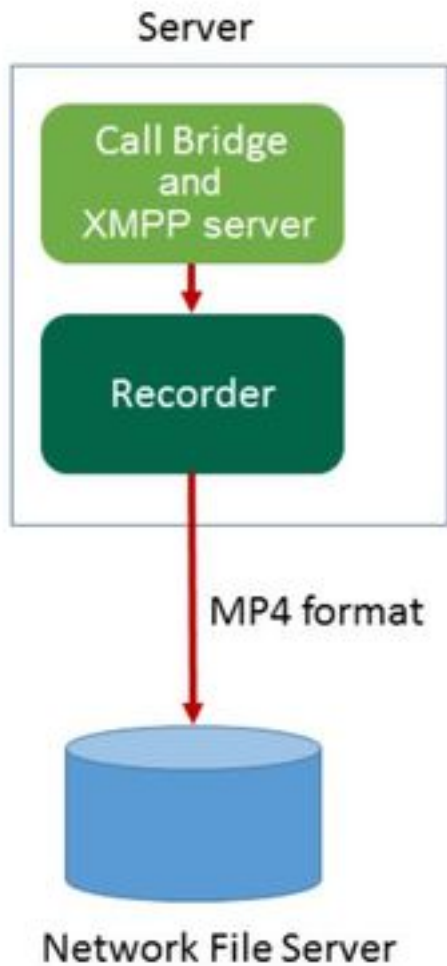 Server
Call Bridge
and
XMPP server
Recorder
MP4 format
Network File Server